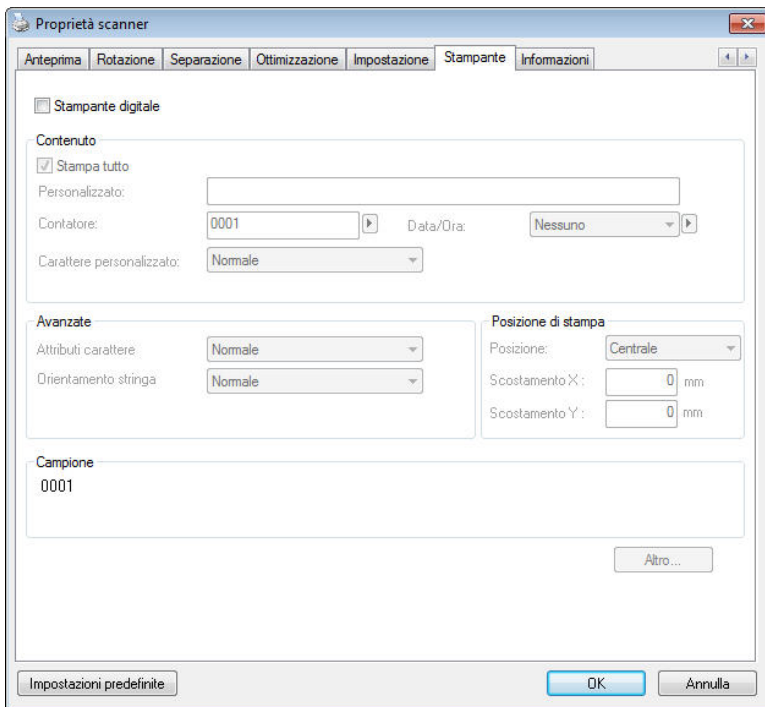 Proprietà scanner
Anteprima Rotazione Separazione Ottimizzazione Impostazione Stampante Informazioni
Stampante digitale
Contenuto
Stampa tutto
Personalizzato:
Contatore: 0001 Data/Ora: Nessuno
Carattere personalizzato: Normale
Avanzate Posizione di stampa
Attributi carattere Normale Posizione: Centrale
Orientamento stringa Normale Scostamento X : 0 mm
Scostamento Y : 0 mm
Campione
0001
Altro...
Impostazioni predefinite OK Annulla